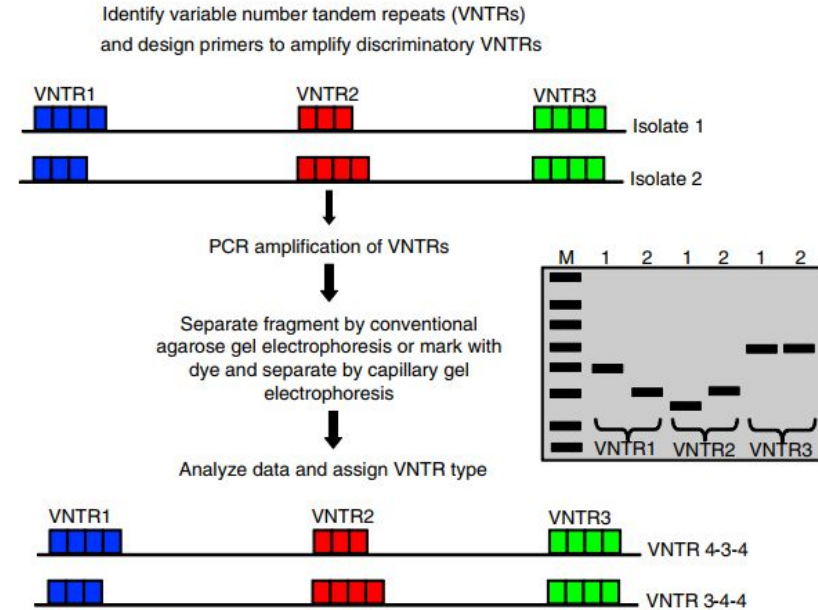 Identify variable number tandem repeats (VNTRs)
and design primers to amplify discriminatory VNTRs
VNTR1 VNTR2 VNTR3
Isolate 1
Isolate 2
PCR amplification of VNTRs
Separate fragment by conventional
agarose gel electrophoresis or mark with
dye and separate by capillary gel
electrophoresis
Analyze data and assign VNTR type
M 1 2 1 2 1 2
VNTR1 VNTR2 VNTR3
VNTR1 VNTR2 VNTR3
VNTR 4-3-4
VNTR 3-4-4